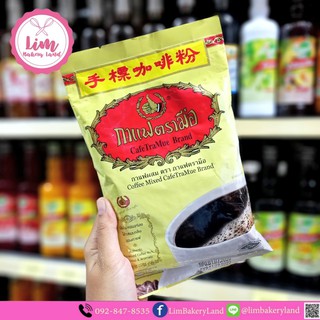 Lim
Bakery Land
手標咖啡粉
กาแฟตรามือ
CafeTraMue Brand
กาแฟผสม ตรา กาแฟตรามือ
Coffee Mixed CafeTraMue Brand
092-847-8535
LimBakeryLand
@limbakeryland